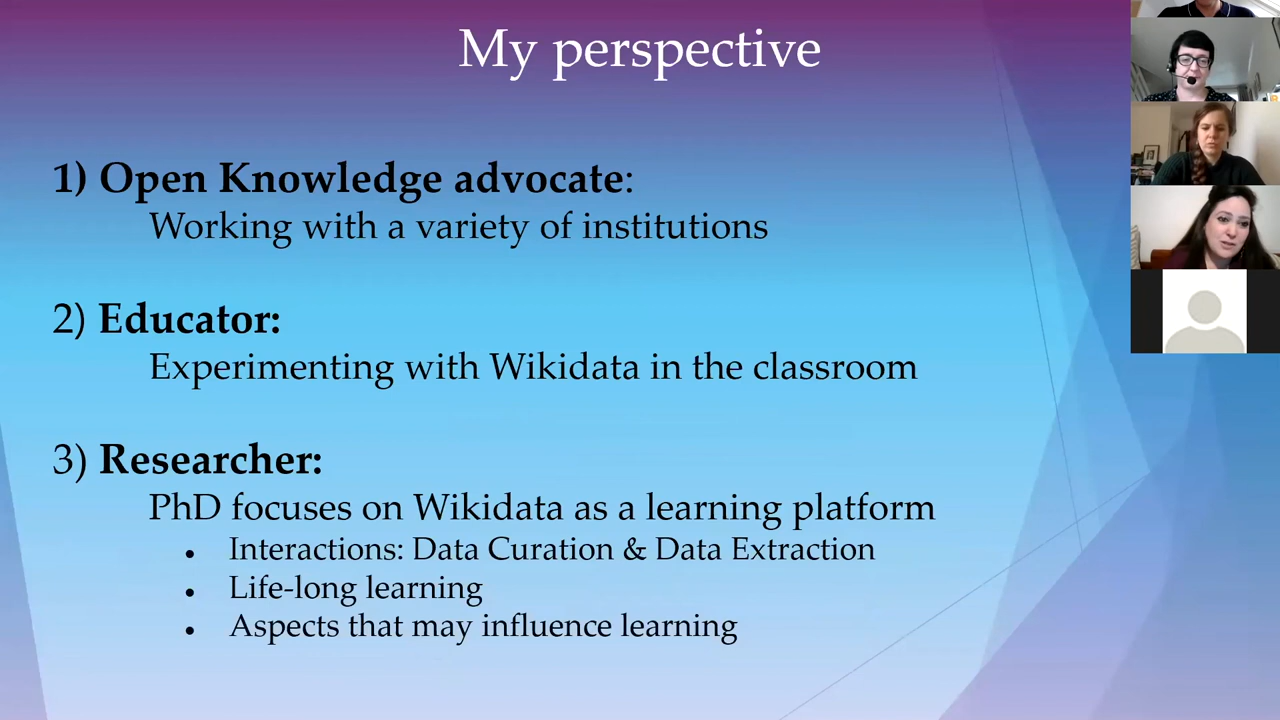 My perspective
1) Open Knowledge advocate:
Working with a variety of institutions
2) Educator:
Experimenting with Wikidata in the classroom
3) Researcher:
PhD focuses on Wikidata as a learning platform
• Interactions: Data Curation & Data Extraction
• Life-long learning
• Aspects that may influence learning